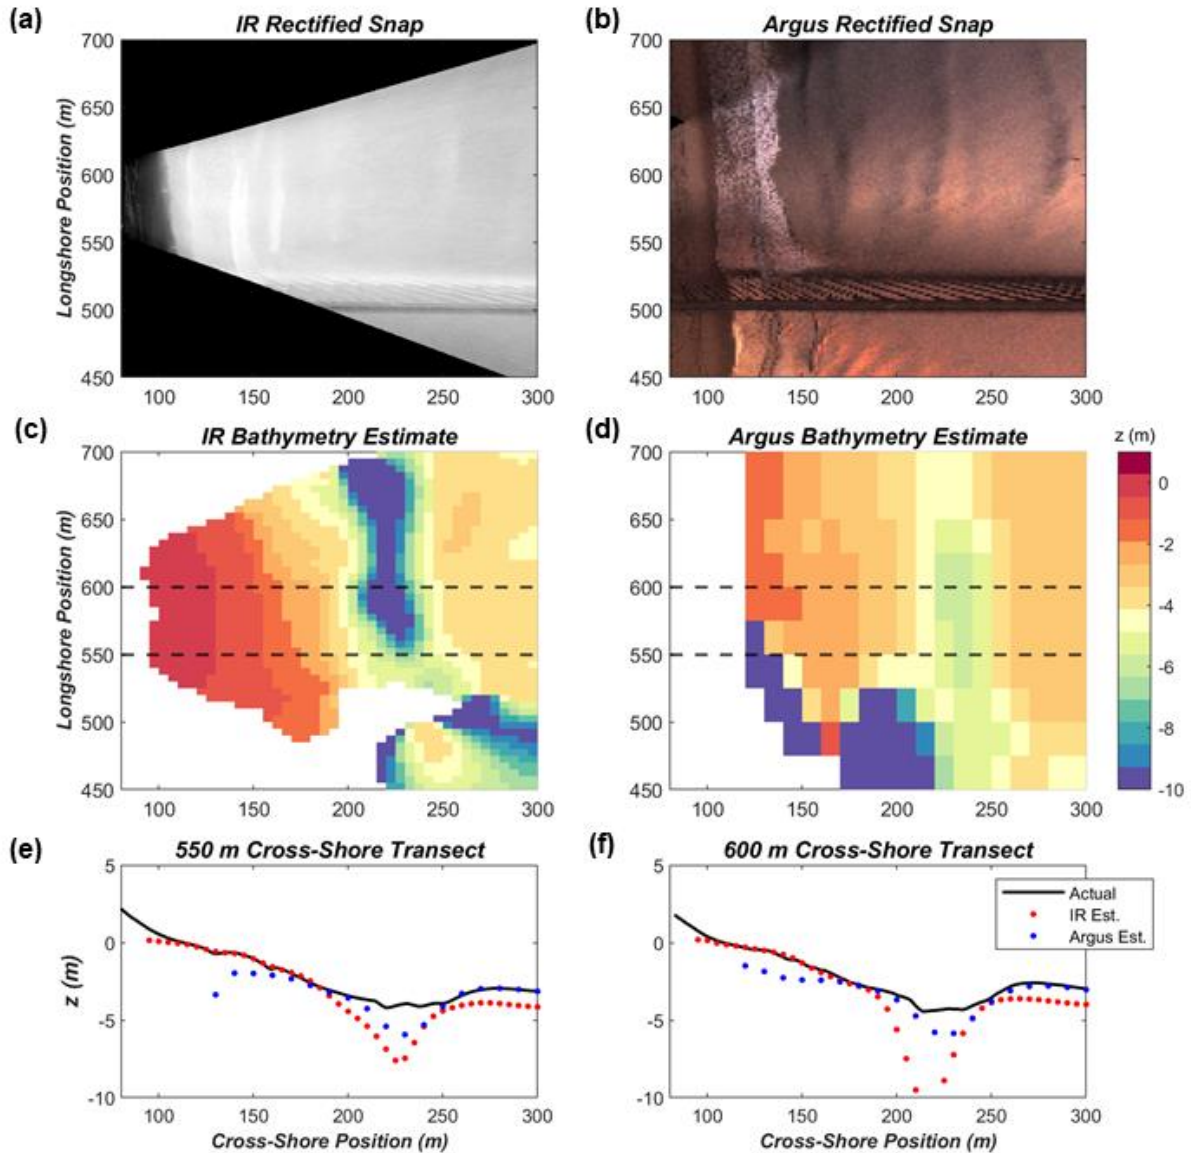 (a)
IR Rectified Snap
700
650
600
550
500
450
Longshore Position (m)
100 150 200 250 300
(b)
Argus Rectified Snap
700
650
600
550
500
450
100 150 200 250 300
(c)
IR Bathymetry Estimate
700
650
600
550
500
450
Longshore Position (m)
100 150 200 250 300
(d)
Argus Bathymetry Estimate
700
650
600
550
500
450
100 150 200 250 300
z (m)
0
-2
-4
-6
-8
-10
(e)
550 m Cross-Shore Transect
5
0
-5
-10
z (m)
100 150 200 250 300
Cross-Shore Position (m)
(f)
600 m Cross-Shore Transect
5
0
-5
-10
Actual
IR Est.
Argus Est.
100 150 200 250 300
Cross-Shore Position (m)